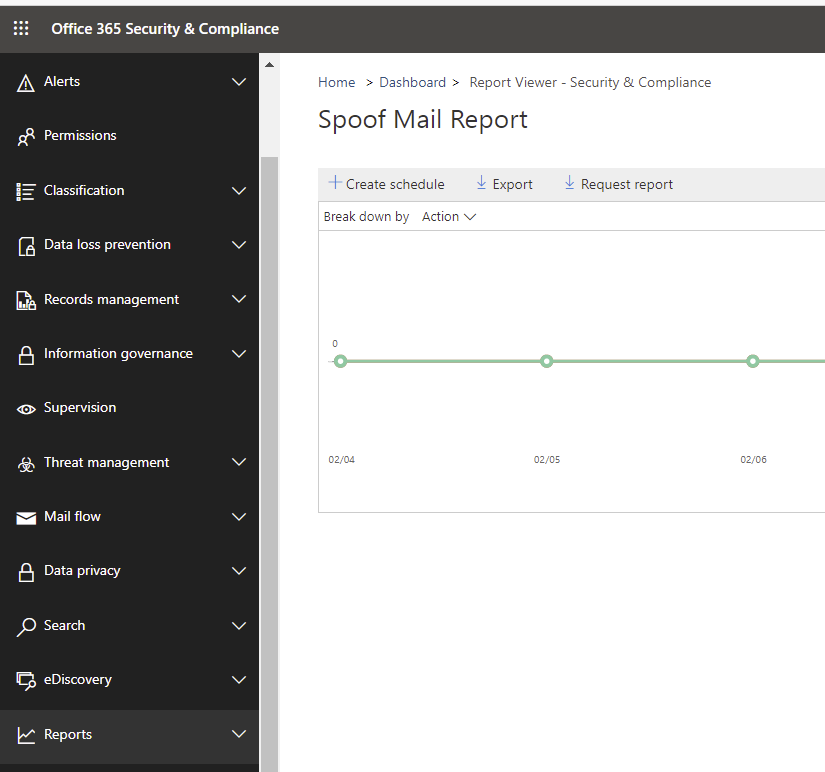 Office 365 Security & Compliance
Alerts
Permissions
Classification
Data loss prevention
Records management
Information governance
Supervision
Threat management
Mail flow
Data privacy
Search
eDiscovery
Reports
Home > Dashboard > Report Viewer - Security & Compliance
Spoof Mail Report
Create schedule Export Request report
Break down by Action
0
02/04 02/05 02/06